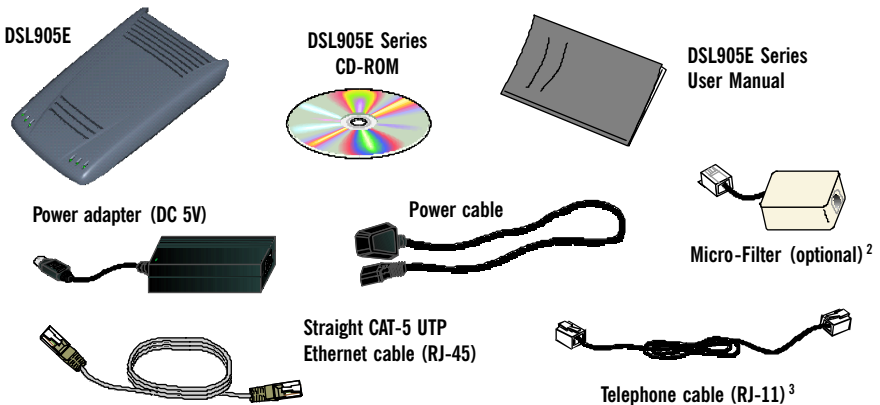 DSL905E
DSL905E Series
CD-ROM
DSL905E Series
User Manual
Power adapter (DC 5V)
Power cable
Micro-Filter (optional) 2
Straight CAT-5 UTP
Ethernet cable (RJ-45)
Telephone cable (RJ-11) 3